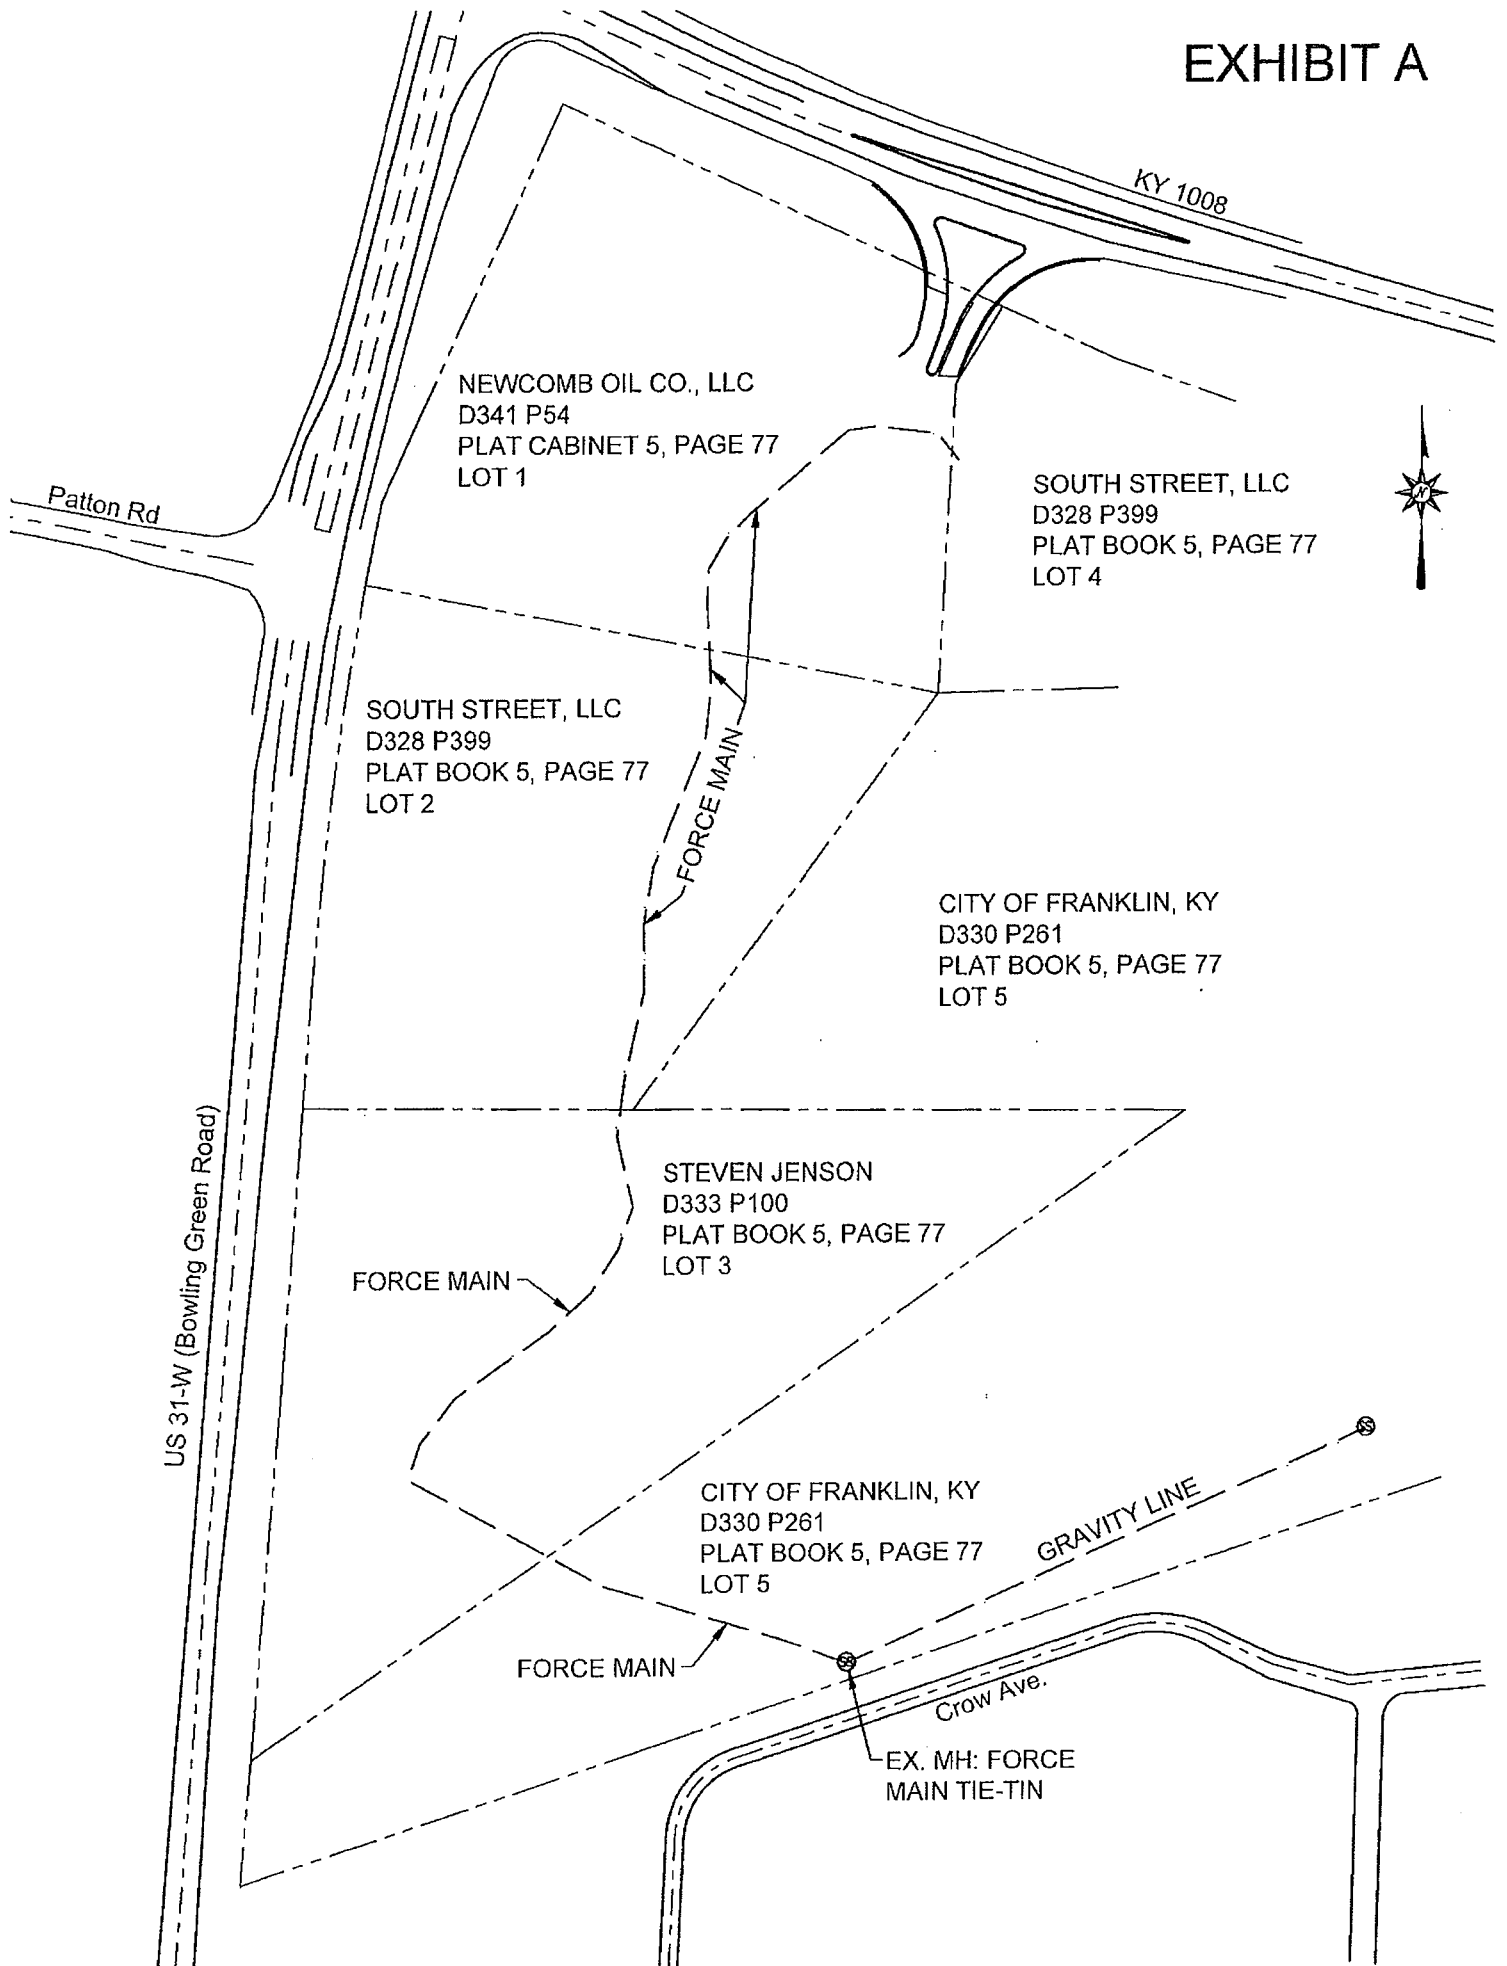 EXHIBIT A
KY 1008
NEWCOMB OIL CO., LLC
D341 P54
PLAT CABINET 5, PAGE 77
LOT 1
Patton Rd
SOUTH STREET, LLC
D328 P399
PLAT BOOK 5, PAGE 77
LOT 4
N
SOUTH STREET, LLC
D328 P399
PLAT BOOK 5, PAGE 77
LOT 2
FORCE MAIN
CITY OF FRANKLIN, KY
D330 P261
PLAT BOOK 5, PAGE 77
LOT 5
US 31-W (Bowling Green Road)
STEVEN JENSON
D333 P100
PLAT BOOK 5, PAGE 77
LOT 3
FORCE MAIN
CITY OF FRANKLIN, KY
D330 P261
PLAT BOOK 5, PAGE 77
LOT 5
SS
GRAVITY LINE
FORCE MAIN
SS
Crow Ave.
EX. MH: FORCE
MAIN TIE-TIN